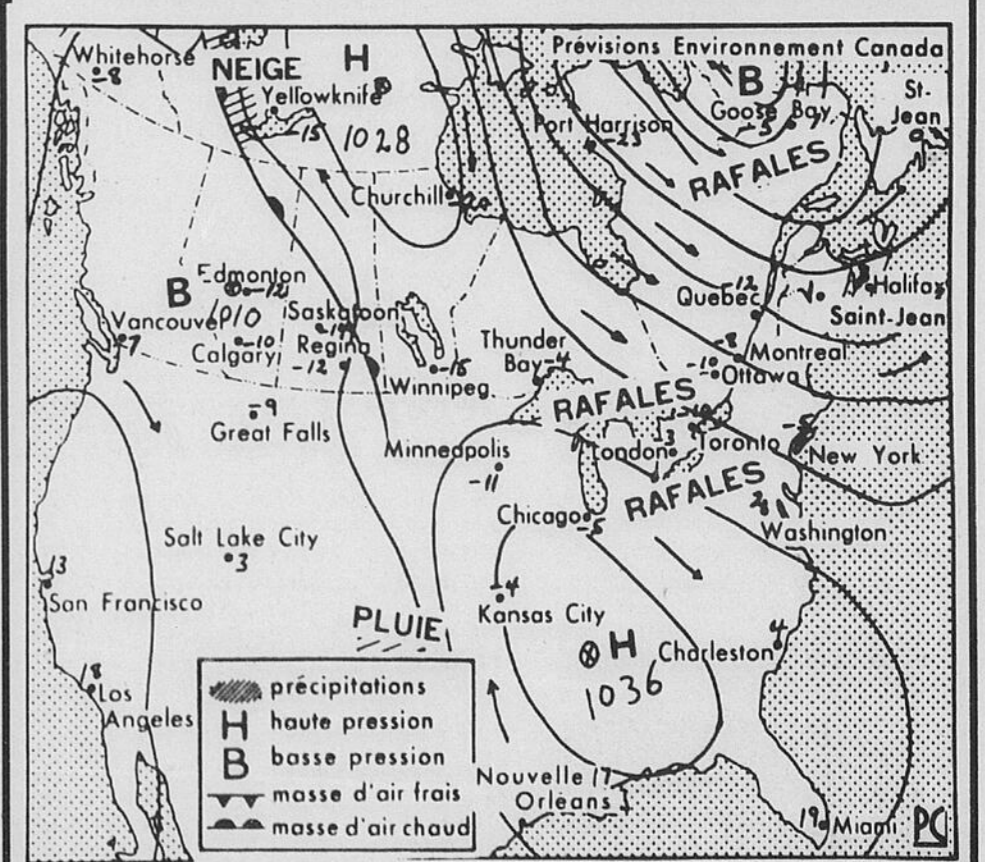 Prévisions Environnement Canada
Whitehorse
-8
NEIGE
H
Yellowknife
-15
1028
B
Goose Bay
-5
St-
Jean
Port Harrison
-23
RAFALES
Churchill
Edmonton
-12
B
1010
Vancouver
7
Calgary
-10
Saskatoon
Regina
-12
Winnipeg
-15
Thunder
Bay -4
Quebec
-12
Halifax
Saint-Jean
-8
Montreal
-10
Ottawa
RAFALES
-9
Great Falls
Minneapolis
-11
London
-3
-10
Toronto
-5
New York
RAFALES
Chicago
-5
Washington
Salt Lake City
3
13
San Francisco
-4
Kansas City
PLUIE
H
1036
Charleston
4
18
Los
Angeles
précipitations
H haute pression
B basse pression
masse d'air frais
masse d'air chaud
Nouvelle 17
Orléans
19
Miami
PC